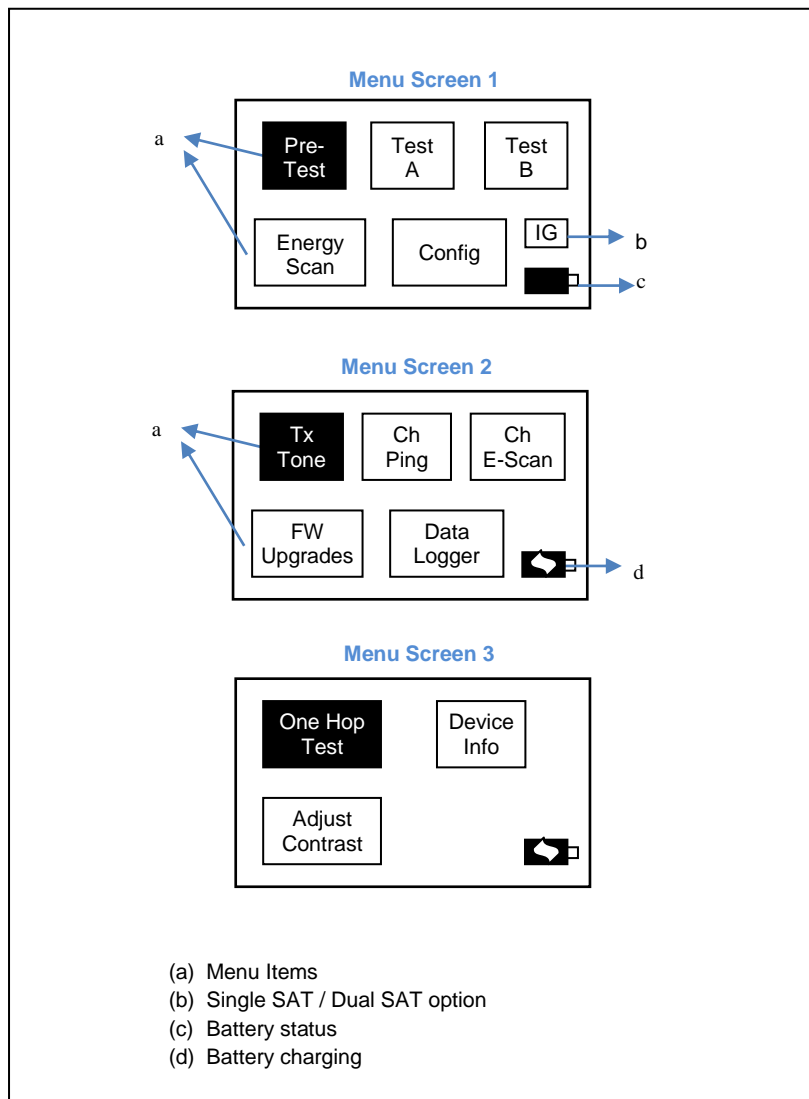 Menu Screen 1
a
Pre-
Test
Test
A
Test
B
Energy
Scan
Config
IG
b
c
Menu Screen 2
a
Tx
Tone
Ch
Ping
Ch
E-Scan
FW
Upgrades
Data
Logger
d
Menu Screen 3
One Hop
Test
Device
Info
Adjust
Contrast
(a) Menu Items
(b) Single SAT / Dual SAT option
(c) Battery status
(d) Battery charging